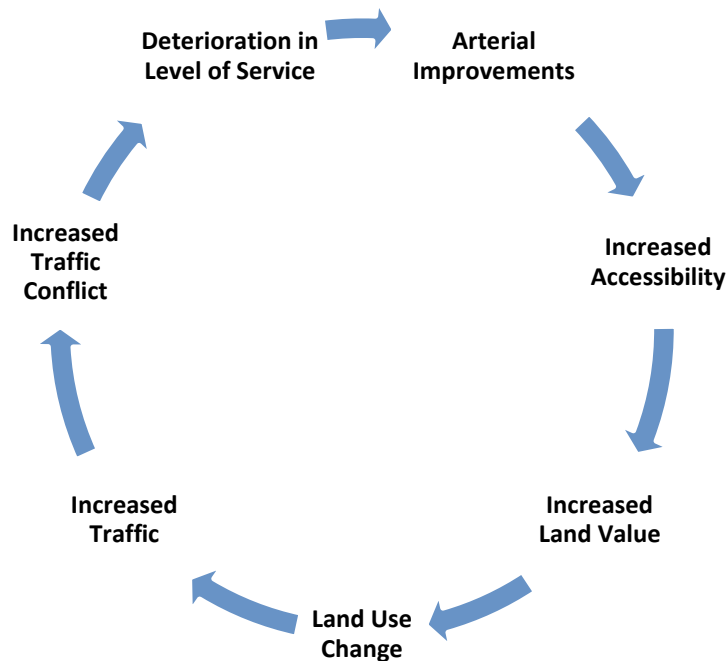 Deterioration in
Level of Service
Arterial
Improvements
Increased
Accessibility
Increased
Land Value
Land Use
Change
Increased
Traffic
Increased
Traffic
Conflict